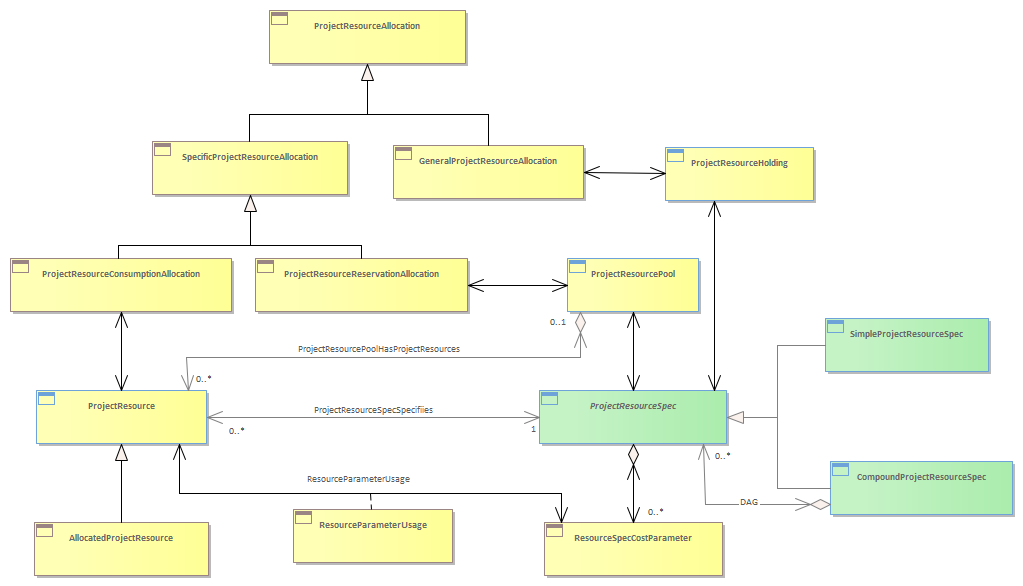 ProjectResourceAllocation
SpecificProjectResourceAllocation
GeneralProjectResourceAllocation
ProjectResourceHolding
ProjectResourceConsumptionAllocation
ProjectResourceReservationAllocation
ProjectResourcePool
0..1
SimpleProjectResourceSpec
ProjectResourcePoolHasProjectResources
0..*
ProjectResource
ProjectResourceSpec
ProjectResourceSpecSpecifiies
0..*
1
0..*
CompoundProjectResourceSpec
ResourceParameterUsage
DAG
0..*
ResourceParameterUsage
AllocatedProjectResource
ResourceSpecCostParameter